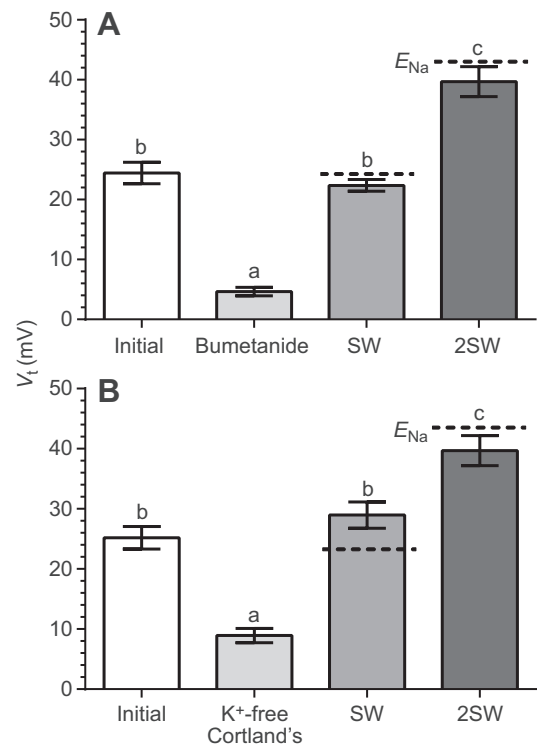 A
50
40
30
20
10
0
b
a
b
E_Na
c
Initial
Bumetanide
SW
2SW
V_t (mV)
B
50
40
30
20
10
0
b
a
b
E_Na
c
Initial
K⁺-free
Cortland's
SW
2SW